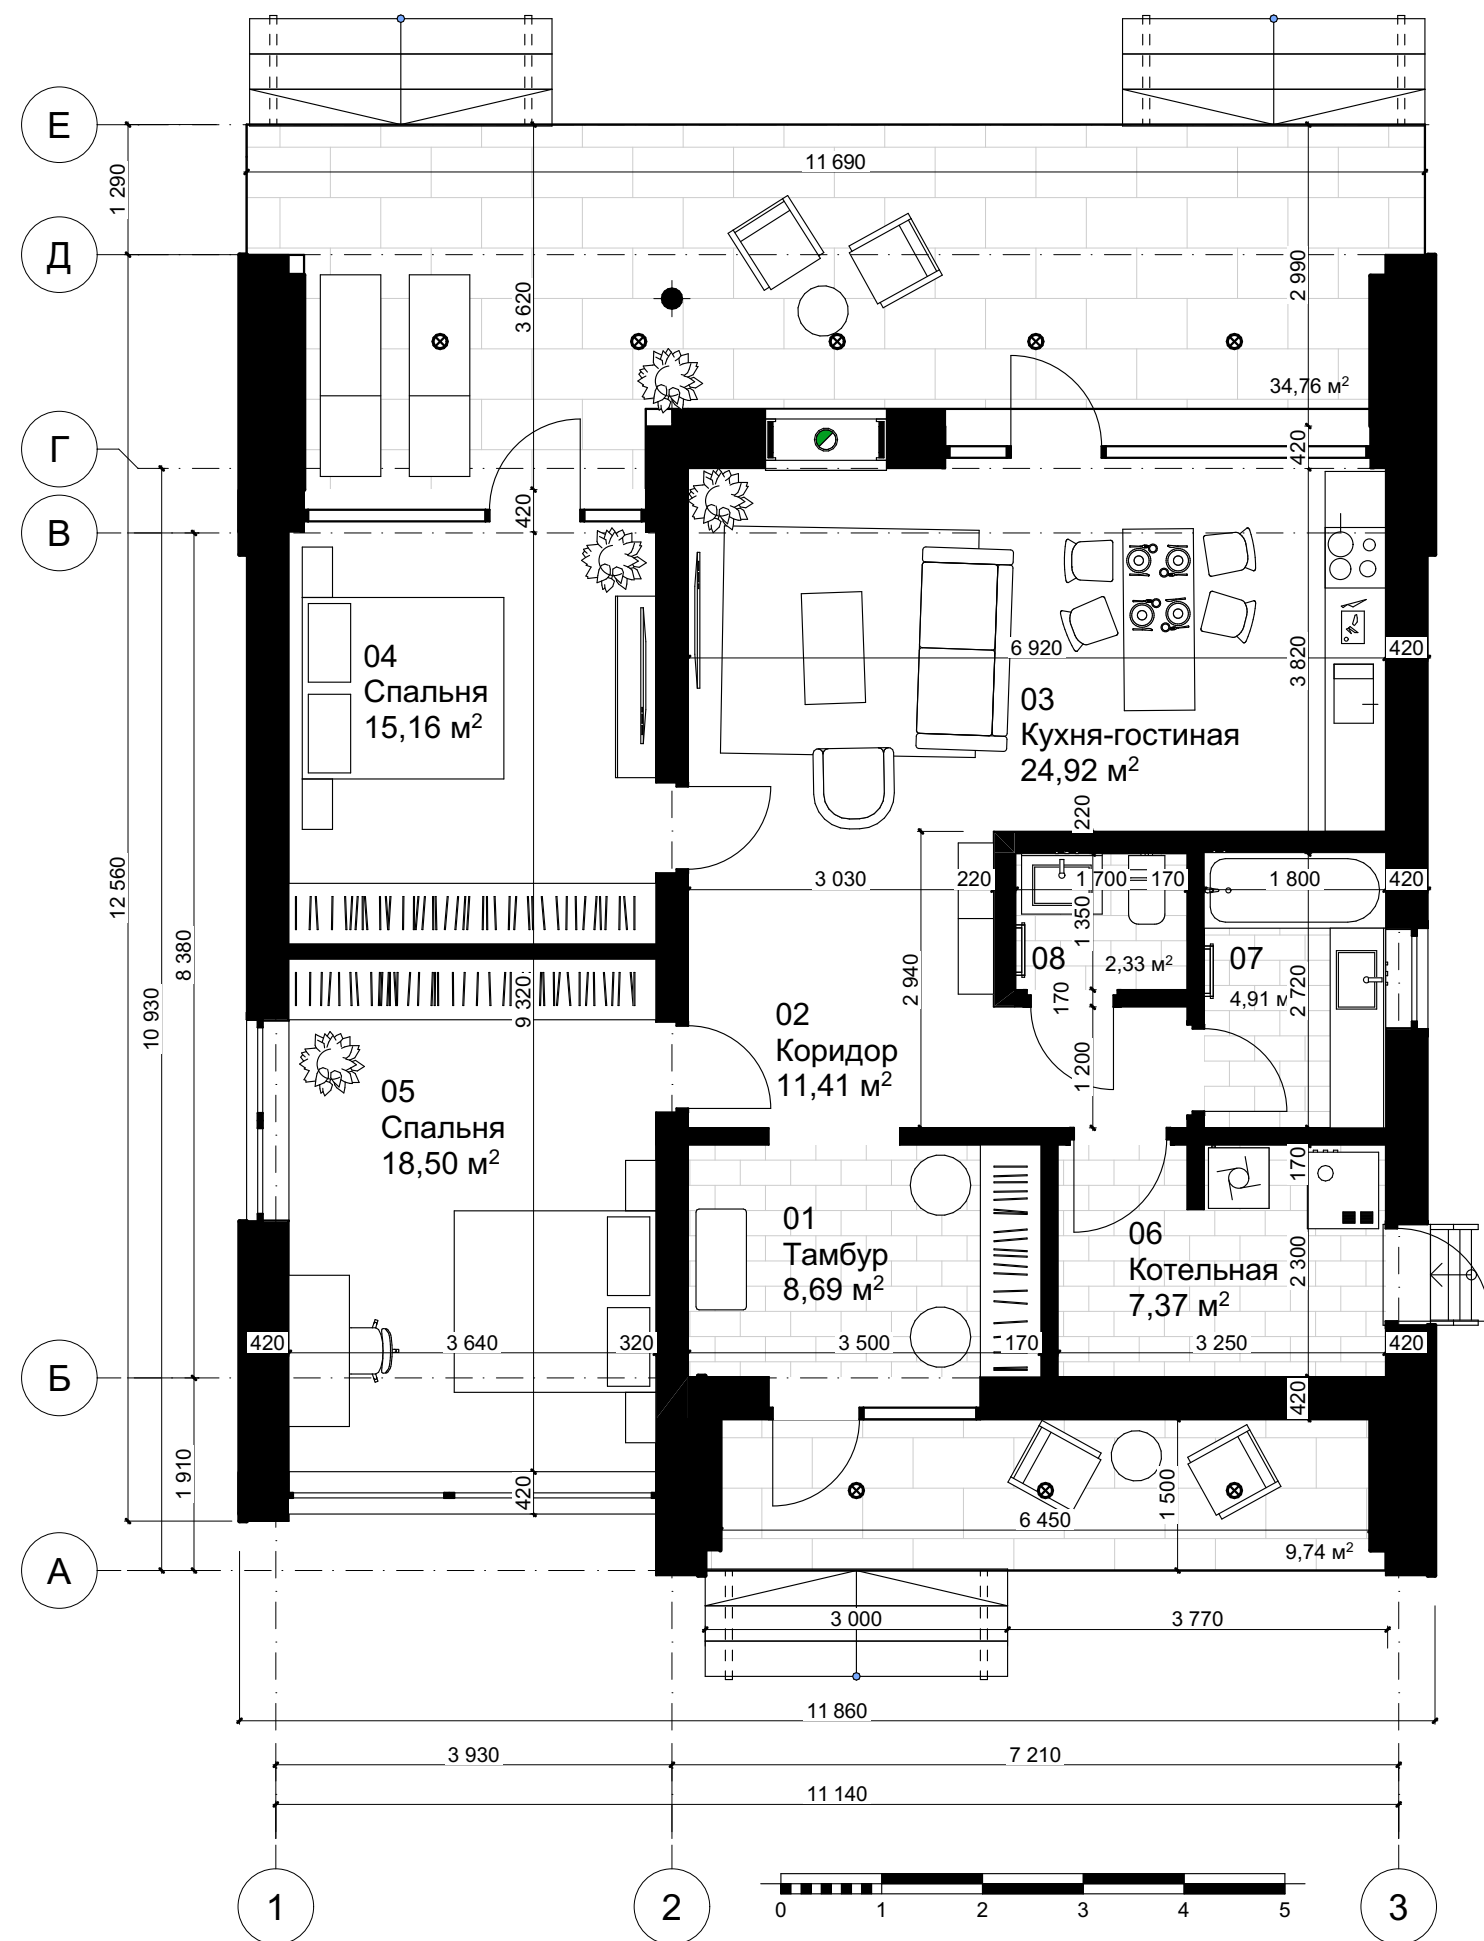 Е
11 690
1 290
Д
3 620
2 990
34,76 м²
Г
420
420
В
04
Спальня
15,16 м²
6 920
3 820
420
03
Кухня-гостиная
24,92 м²
220
12 560
3 030
220
1 700
170
1 800
420
1 350
8 380
10 930
9 320
2 940
08
2,33 м²
07
4,91 м
2 720
170
02
Коридор
11,41 м²
1 200
05
Спальня
18,50 м²
170
01
Тамбур
8,69 м²
06
Котельная
7,37 м²
2 300
420
3 640
320
3 500
170
3 250
420
Б
420
1 910
420
1 500
6 450
9,74 м²
А
3 000
3 770
11 860
3 930
7 210
11 140
1
2
3
0
1
2
3
4
5